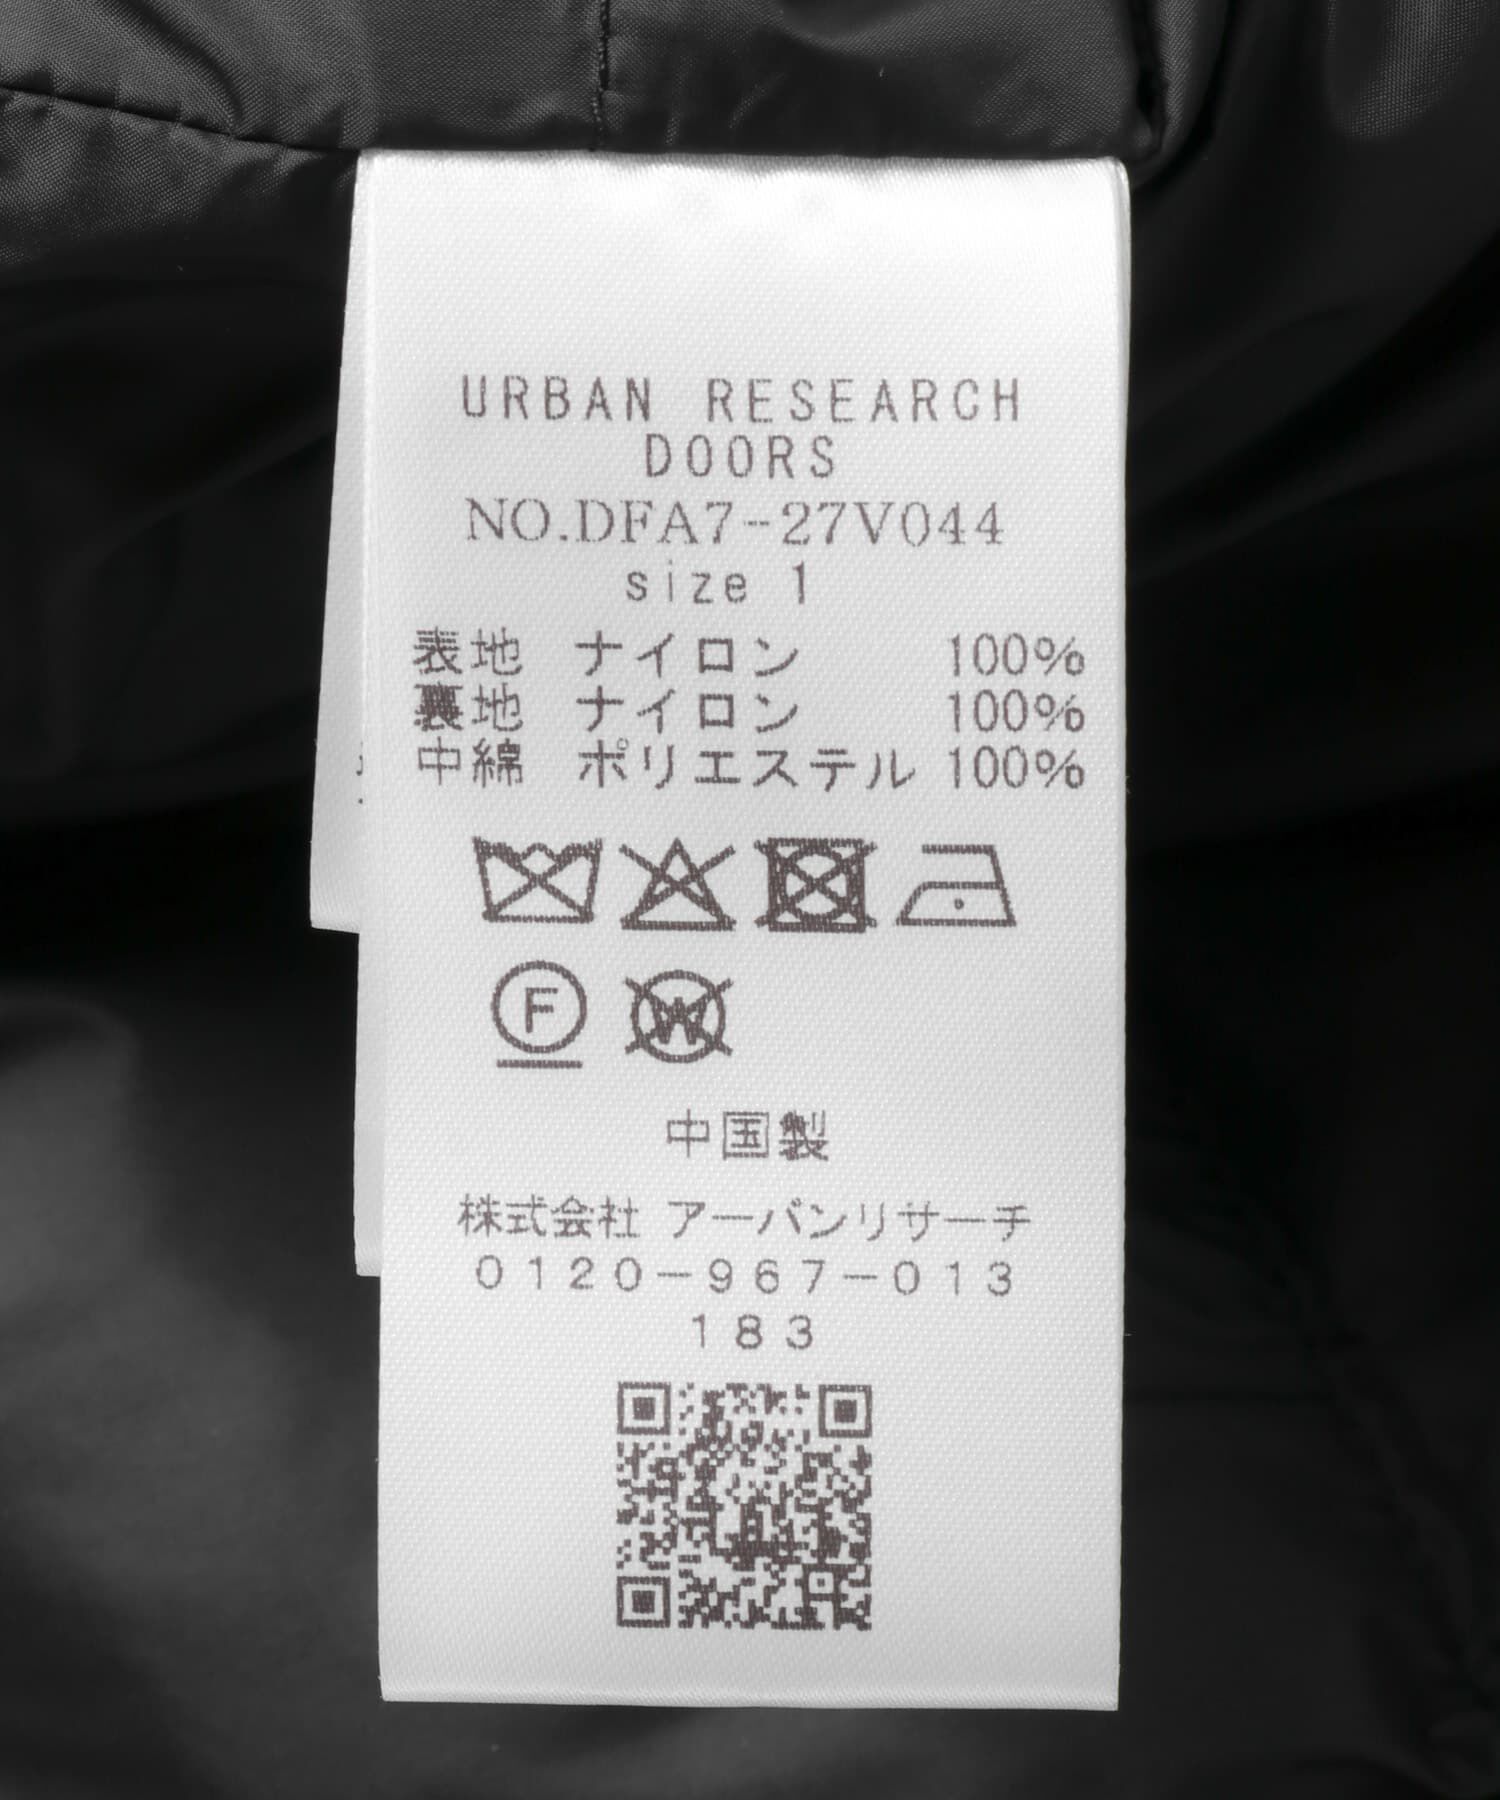 URBAN RESEARCH
DOORS
NO.DFA7-27V044
size 1
表地 ナイロン 100%
裏地 ナイロン 100%
中綿 ポリエステル 100%
F W
中国製
株式会社 アーバンリサーチ
0120-967-013
183